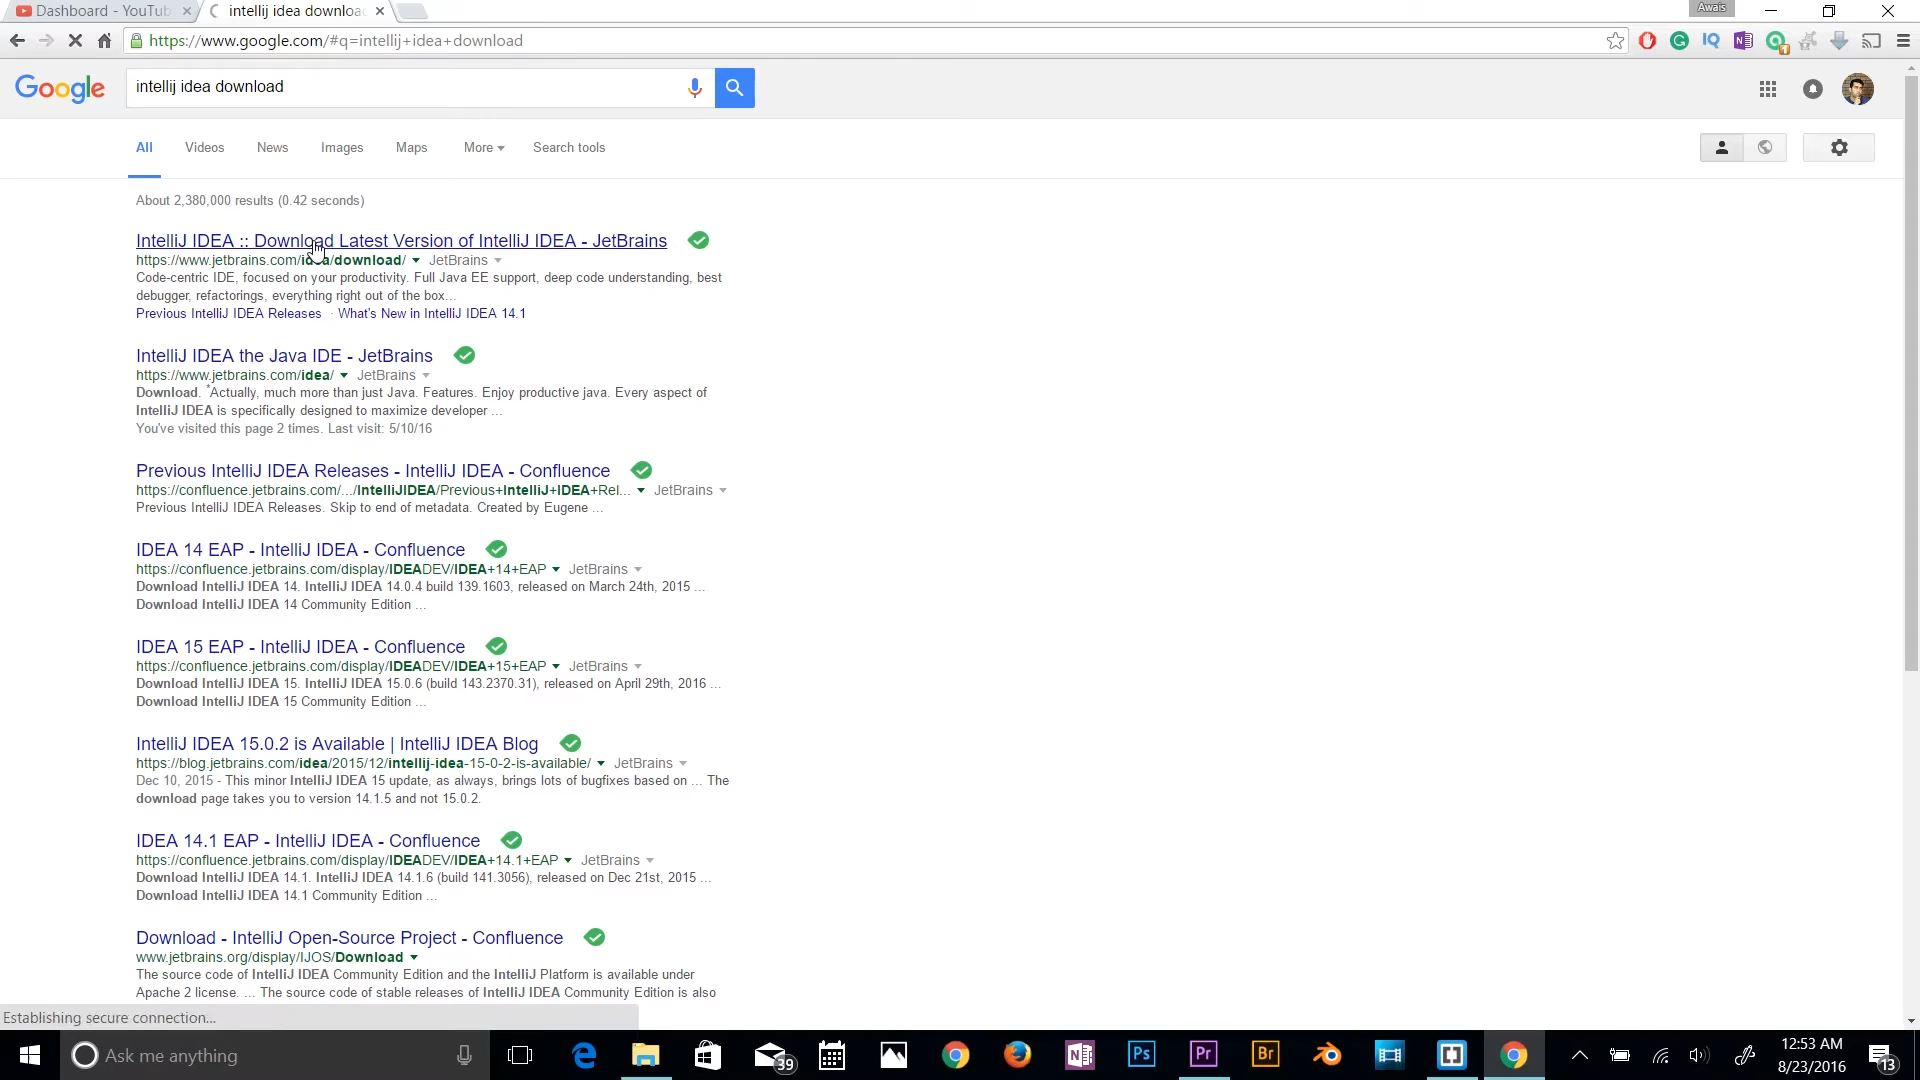 Dashboard - YouTub
intellij idea download
Awais
https://www.google.com/#q=intellij+idea+download
Google
intellij idea download
All
Videos
News
Images
Maps
More
Search tools
About 2,380,000 results (0.42 seconds)
IntelliJ IDEA :: Download Latest Version of IntelliJ IDEA - JetBrains
https://www.jetbrains.com/idea/download/ JetBrains
Code-centric IDE, focused on your productivity. Full Java EE support, deep code understanding, best
debugger, refactorings, everything right out of the box...
Previous IntelliJ IDEA Releases · What's New in IntelliJ IDEA 14.1
IntelliJ IDEA the Java IDE - JetBrains
https://www.jetbrains.com/idea/ JetBrains
Download. *Actually, much more than just Java. Features. Enjoy productive java. Every aspect of
IntelliJ IDEA is specifically designed to maximize developer ...
You've visited this page 2 times. Last visit: 5/10/16
Previous IntelliJ IDEA Releases - IntelliJ IDEA - Confluence
https://confluence.jetbrains.com/.../IntelliJIDEA/Previous+IntelliJ+IDEA+Rel... JetBrains
Previous IntelliJ IDEA Releases. Skip to end of metadata. Created by Eugene ...
IDEA 14 EAP - IntelliJ IDEA - Confluence
https://confluence.jetbrains.com/display/IDEADEV/IDEA+14+EAP JetBrains
Download IntelliJ IDEA 14. IntelliJ IDEA 14.0.4 build 139.1603, released on March 24th, 2015 ...
Download IntelliJ IDEA 14 Community Edition ...
IDEA 15 EAP - IntelliJ IDEA - Confluence
https://confluence.jetbrains.com/display/IDEADEV/IDEA+15+EAP JetBrains
Download IntelliJ IDEA 15. IntelliJ IDEA 15.0.6 (build 143.2370.31), released on April 29th, 2016 ...
Download IntelliJ IDEA 15 Community Edition ...
IntelliJ IDEA 15.0.2 is Available | IntelliJ IDEA Blog
https://blog.jetbrains.com/idea/2015/12/intellij-idea-15-0-2-is-available/ JetBrains
Dec 10, 2015 - This minor IntelliJ IDEA 15 update, as always, brings lots of bugfixes based on ... The
download page takes you to version 14.1.5 and not 15.0.2.
IDEA 14.1 EAP - IntelliJ IDEA - Confluence
https://confluence.jetbrains.com/display/IDEADEV/IDEA+14.1+EAP JetBrains
Download IntelliJ IDEA 14.1. IntelliJ IDEA 14.1.6 (build 141.3056), released on Dec 21st, 2015 ...
Download IntelliJ IDEA 14.1 Community Edition ...
Download - IntelliJ Open-Source Project - Confluence
www.jetbrains.org/display/IJOS/Download
The source code of IntelliJ IDEA Community Edition and the IntelliJ Platform is available under
Apache 2 license. ... The source code of stable releases of IntelliJ IDEA Community Edition is also
Establishing secure connection...
Ask me anything
39
Ps
Pr
Br
12:53 AM
8/23/2016
13